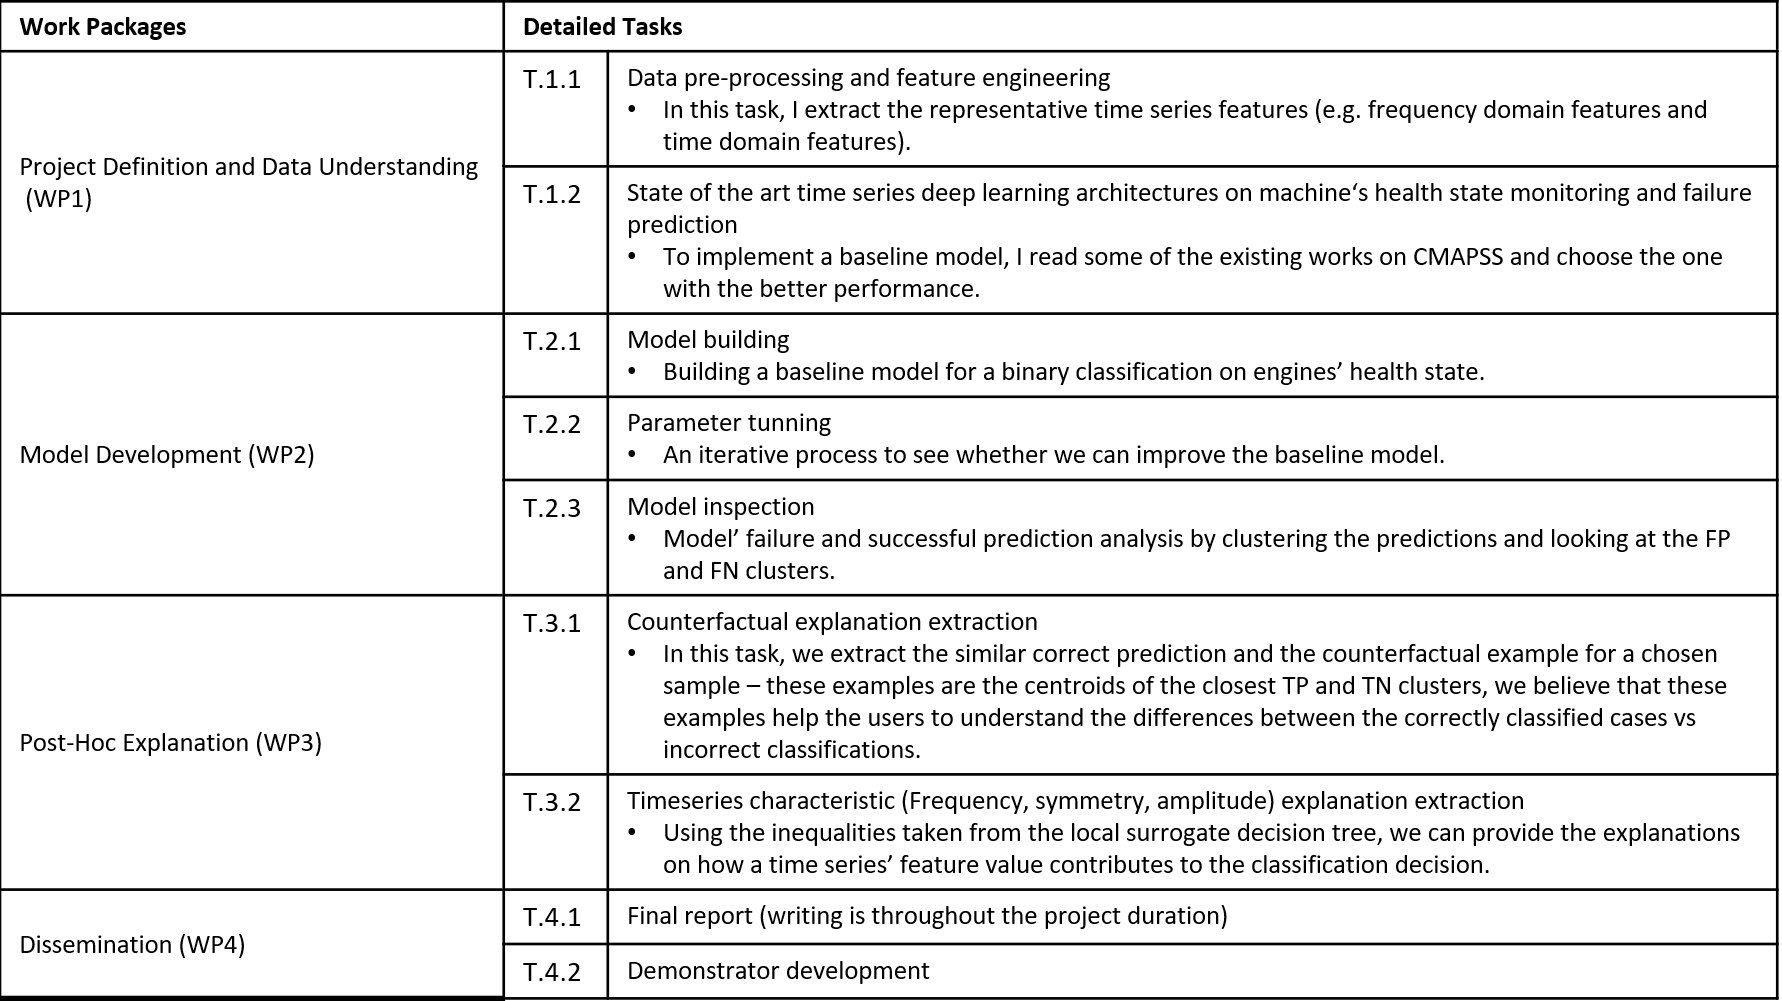 Work Packages
Detailed Tasks
Project Definition and Data Understanding
(WP1)
T.1.1
Data pre-processing and feature engineering
• In this task, I extract the representative time series features (e.g. frequency domain features and
time domain features).
T.1.2
State of the art time series deep learning architectures on machine‘s health state monitoring and failure
prediction
• To implement a baseline model, I read some of the existing works on CMAPSS and choose the one
with the better performance.
Model Development (WP2)
T.2.1
Model building
• Building a baseline model for a binary classification on engines’ health state.
T.2.2
Parameter tunning
• An iterative process to see whether we can improve the baseline model.
T.2.3
Model inspection
• Model’ failure and successful prediction analysis by clustering the predictions and looking at the FP
and FN clusters.
Post-Hoc Explanation (WP3)
T.3.1
Counterfactual explanation extraction
• In this task, we extract the similar correct prediction and the counterfactual example for a chosen
sample – these examples are the centroids of the closest TP and TN clusters, we believe that these
examples help the users to understand the differences between the correctly classified cases vs
incorrect classifications.
T.3.2
Timeseries characteristic (Frequency, symmetry, amplitude) explanation extraction
• Using the inequalities taken from the local surrogate decision tree, we can provide the explanations
on how a time series’ feature value contributes to the classification decision.
Dissemination (WP4)
T.4.1
Final report (writing is throughout the project duration)
T.4.2
Demonstrator development